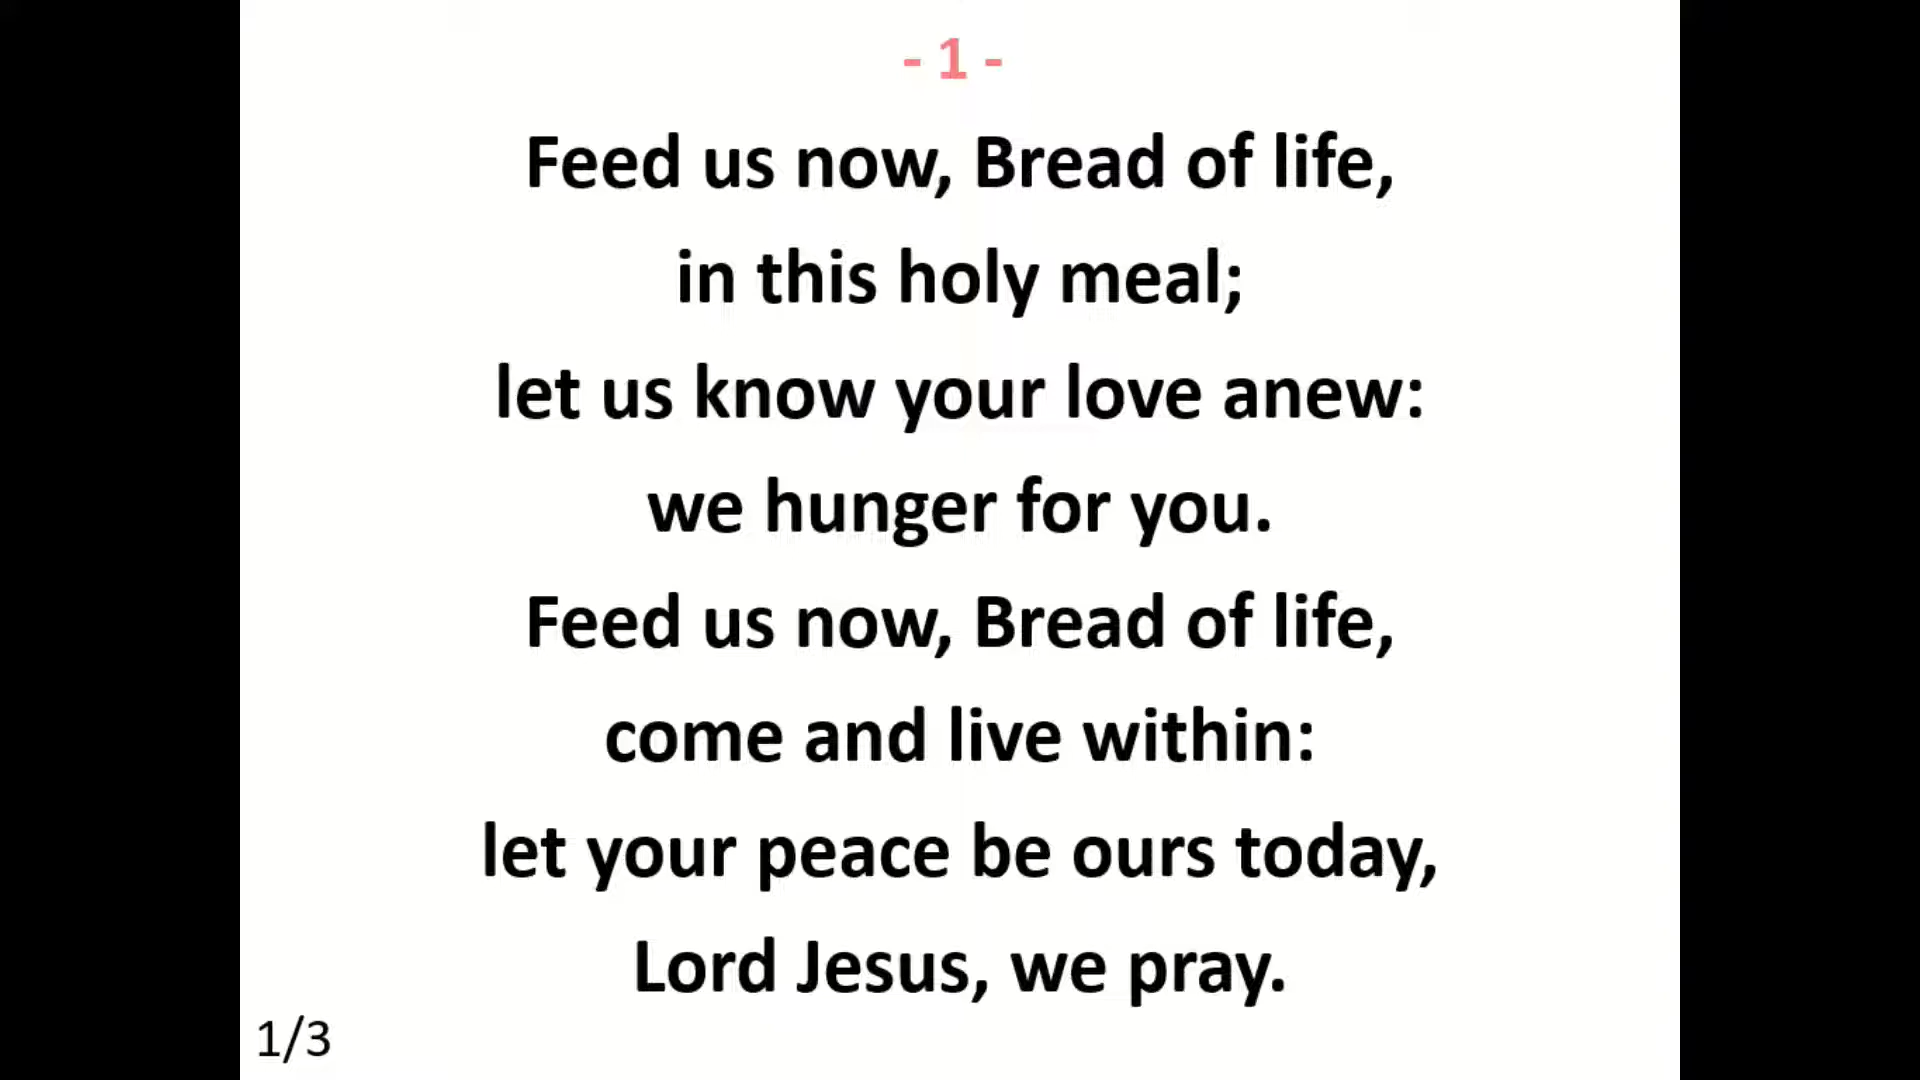 - 1 -
Feed us now, Bread of life,
in this holy meal;
let us know your love anew:
we hunger for you.
Feed us now, Bread of life,
come and live within:
let your peace be ours today,
Lord Jesus, we pray.
1/3